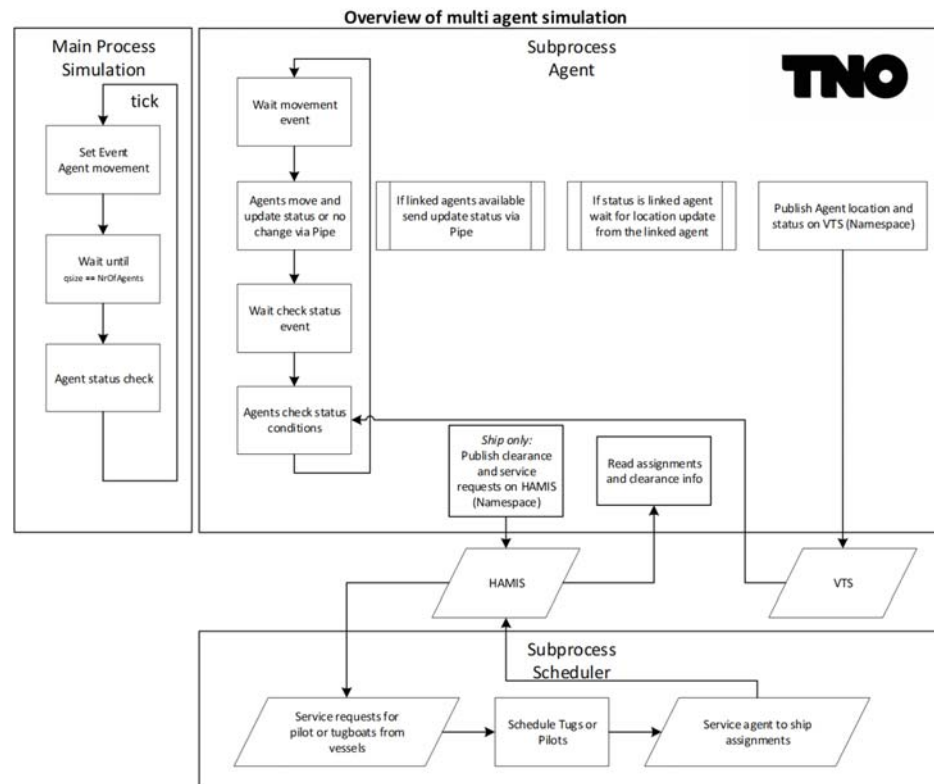 Overview of multi agent simulation
Main Process
Simulation
tick
Set Event
Agent movement
Wait until
qsize == NrOfAgents
Agent status check
Subprocess
Agent
TNO
Wait movement
event
Agents move and
update status or no
change via Pipe
If linked agents available
send update status via
Pipe
If status is linked agent
wait for location update
from the linked agent
Publish Agent location and
status on VTS (Namespace)
Wait check status
event
Agents check status
conditions
Ship only:
Publish clearance
and service
requests on HAMIS
(Namespace)
Read assignments
and clearance info
HAMIS
VTS
Subprocess
Scheduler
Service requests for
pilot or tugboats from
vessels
Schedule Tugs or
Pilots
Service agent to ship
assignments